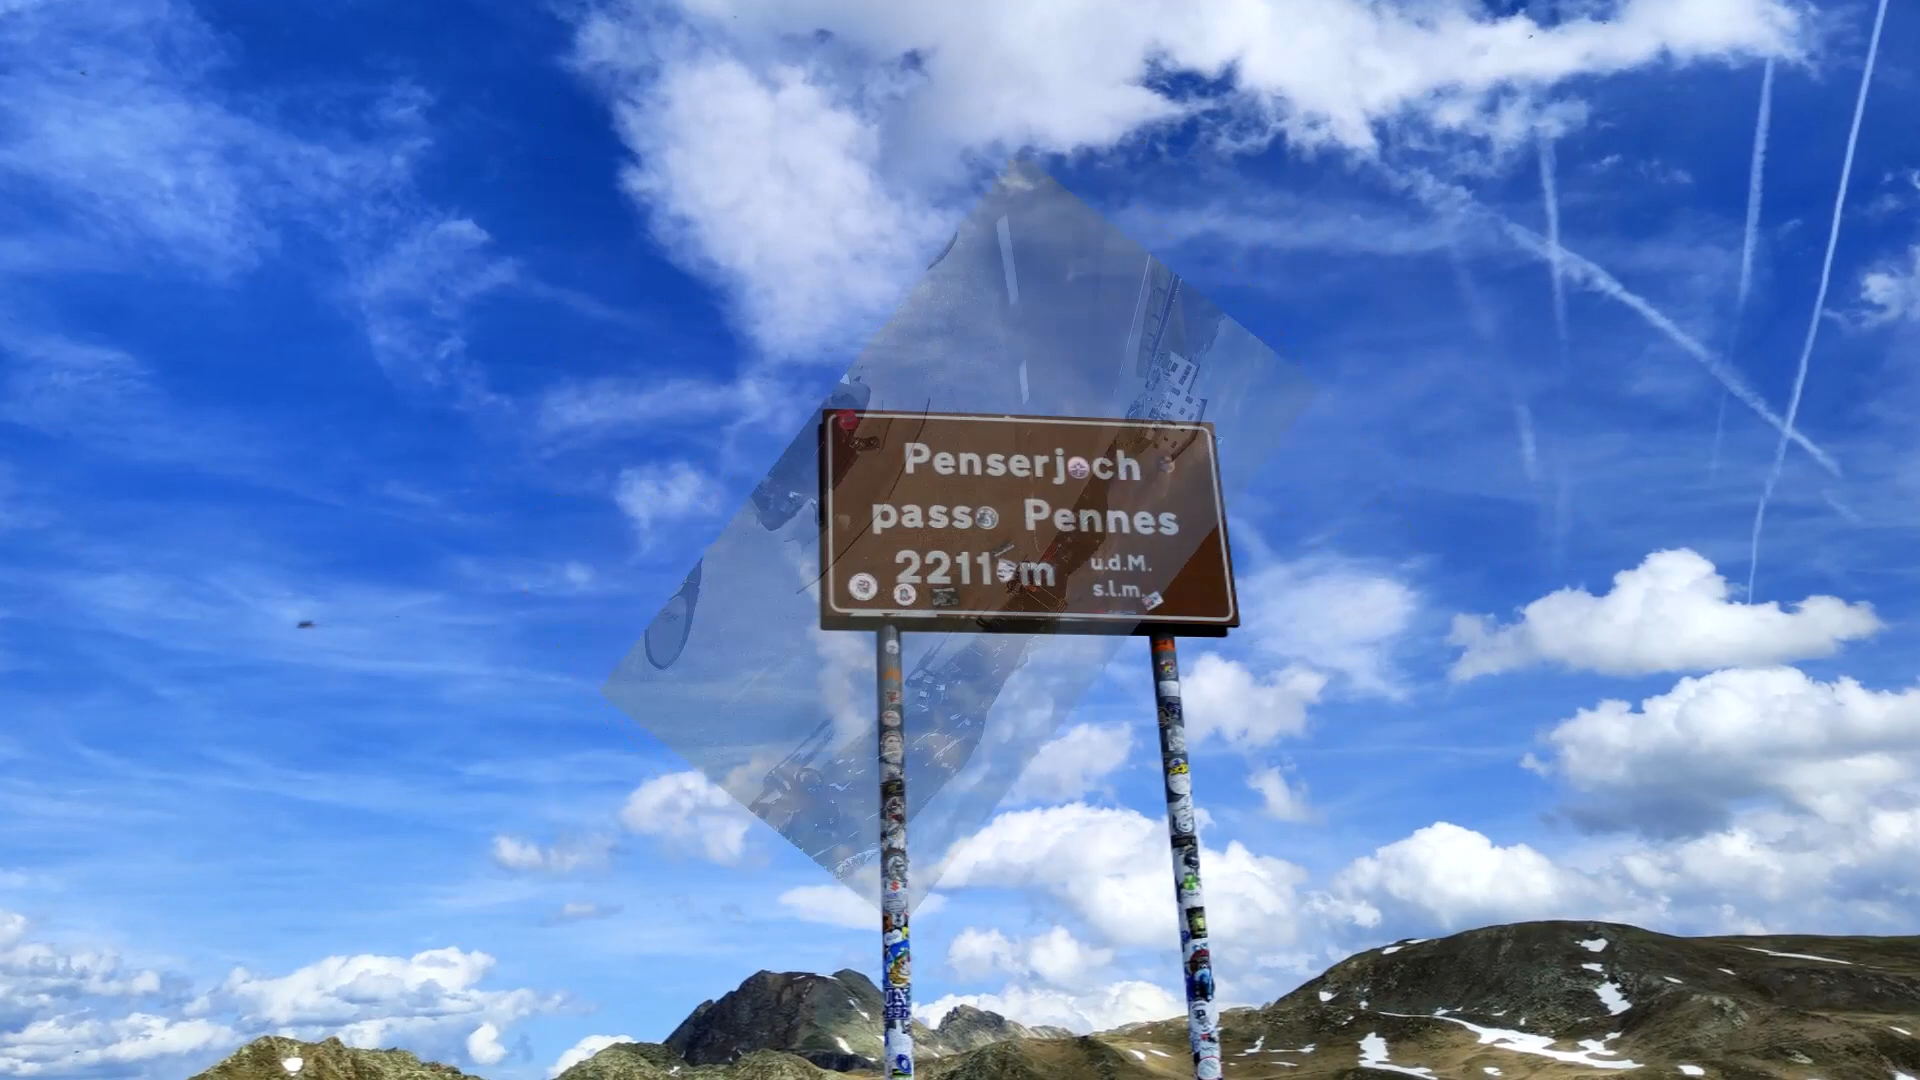 Penserjoch
passo Pennes
2211 m u.d.M.
s.l.m.